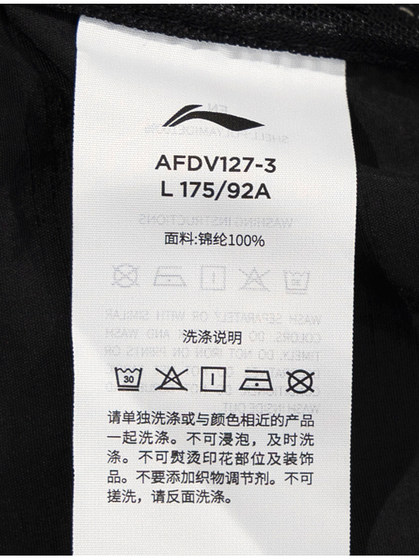 AFDV127-3
L 175/92A
面料:锦纶100%
洗涤说明
30
请单独洗涤或与颜色相近的产品
一起洗涤。不可浸泡，及时洗
涤。不可熨烫印花部位及装饰
品。不要添加织物调节剂。不可
搓洗，请反面洗涤。